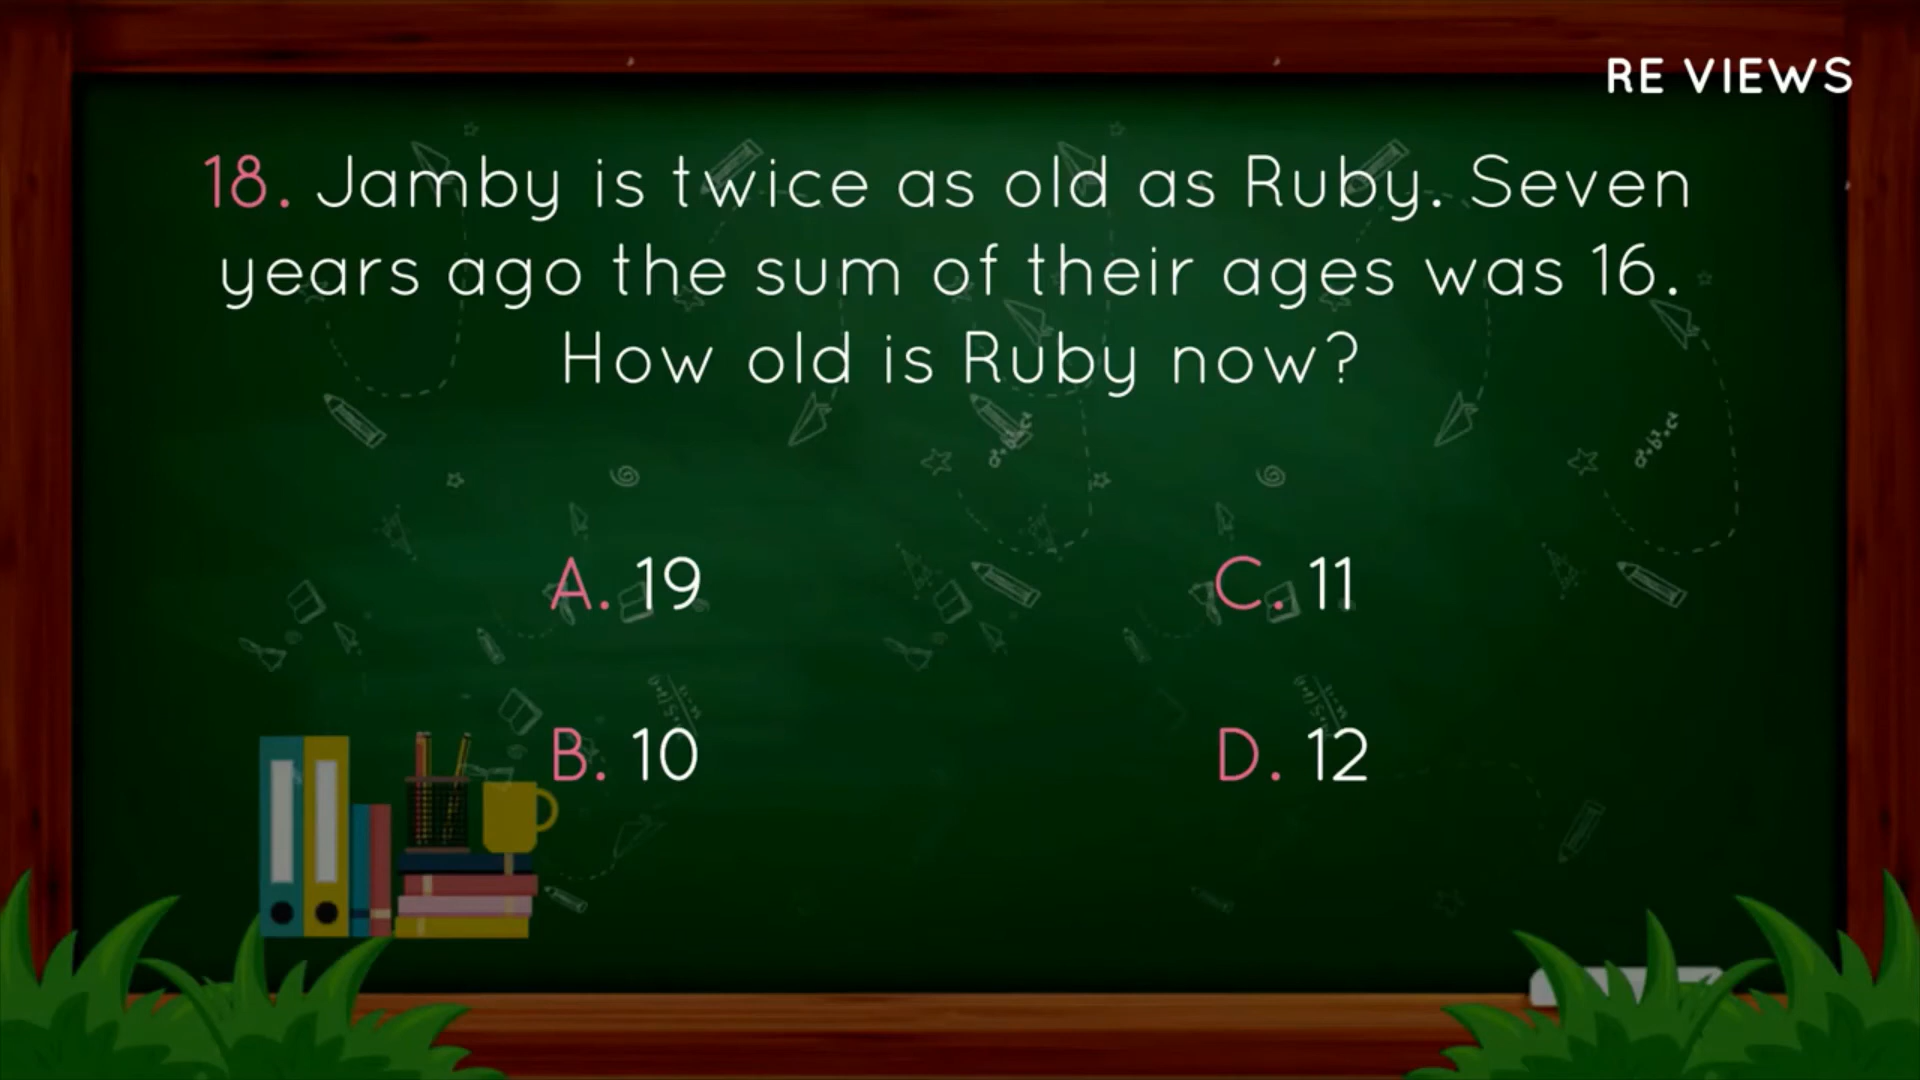 RE VIEWS
18. Jamby is twice as old as Ruby. Seven
years ago the sum of their ages was 16.
How old is Ruby now?
A. 19
C. 11
B. 10
D. 12